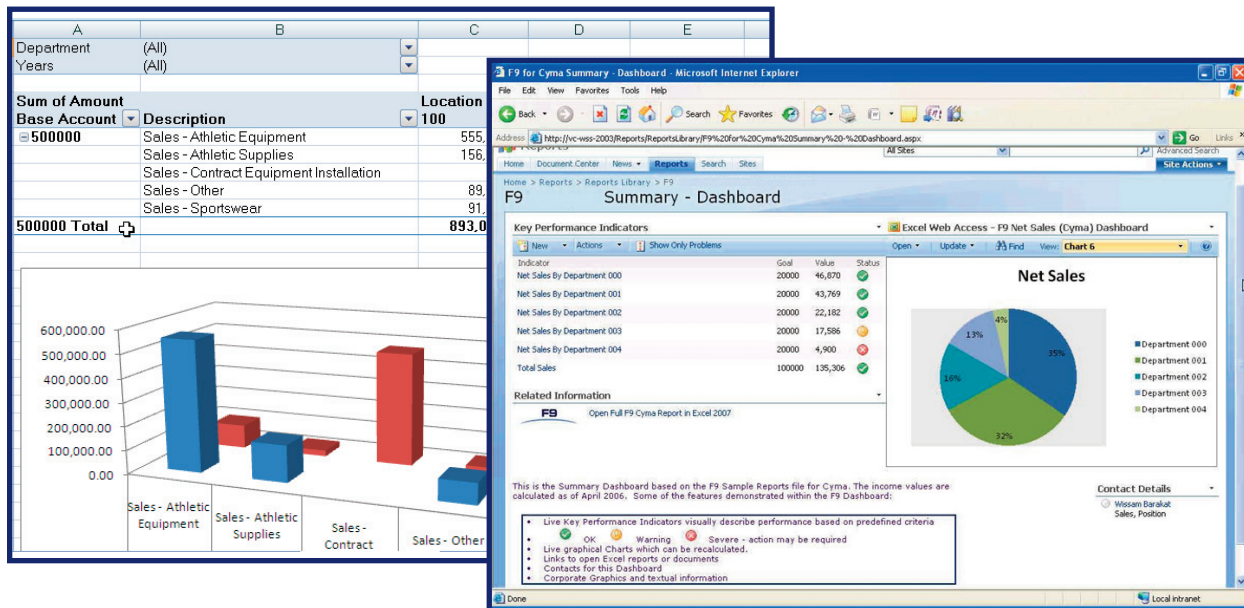 A B C D E
Department (All)
Years (All)
Sum of Amount Location
Base Account Description 100
500000 Sales - Athletic Equipment 555,
Sales - Athletic Supplies 156,
Sales - Contract Equipment Installation
Sales - Other 89,
Sales - Sportswear 91,
500000 Total 893,0
600,000.00
500,000.00
400,000.00
300,000.00
200,000.00
100,000.00
0.00
Sales - Athletic
Equipment
Sales - Athletic
Supplies
Sales -
Contract
Sales - Other
F9 for Cyma Summary - Dashboard - Microsoft Internet Explorer
File Edit View Favorites Tools Help
Back Search Favorites
Address http://vc-wss-2003/Reports/ReportsLibrary/F9%20for%20Cyma%20Summary%20-%20Dashboard.aspx Go Links
All Sites Advanced Search
Home Document Center News Reports Search Sites Site Actions
Home > Reports > Reports Library > F9
F9 Summary - Dashboard
Key Performance Indicators
New Actions Show Only Problems
Indicator Goal Value Status
Net Sales By Department 000 20000 46,870
Net Sales By Department 001 20000 43,769
Net Sales By Department 002 20000 22,182
Net Sales By Department 003 20000 17,586
Net Sales By Department 004 20000 4,900
Total Sales 100000 135,306
Related Information
F9 Open Full F9 Cyma Report in Excel 2007
Excel Web Access - F9 Net Sales (Cyma) Dashboard
Open Update Find View: Chart 6
Net Sales
4%
13%
35%
16%
32%
Department 000
Department 001
Department 002
Department 003
Department 004
This is the Summary Dashboard based on the F9 Sample Reports file for Cyma. The income values are
calculated as of April 2006. Some of the features demonstrated within the F9 Dashboard:
• Live Key Performance Indicators visually describe performance based on predefined criteria
• OK Warning Severe - action may be required
• Live graphical Charts which can be recalculated.
• Links to open Excel reports or documents
• Contacts for this Dashboard
• Corporate Graphics and textual information
Contact Details
Wissam Barakat
Sales, Position
Done Local intranet